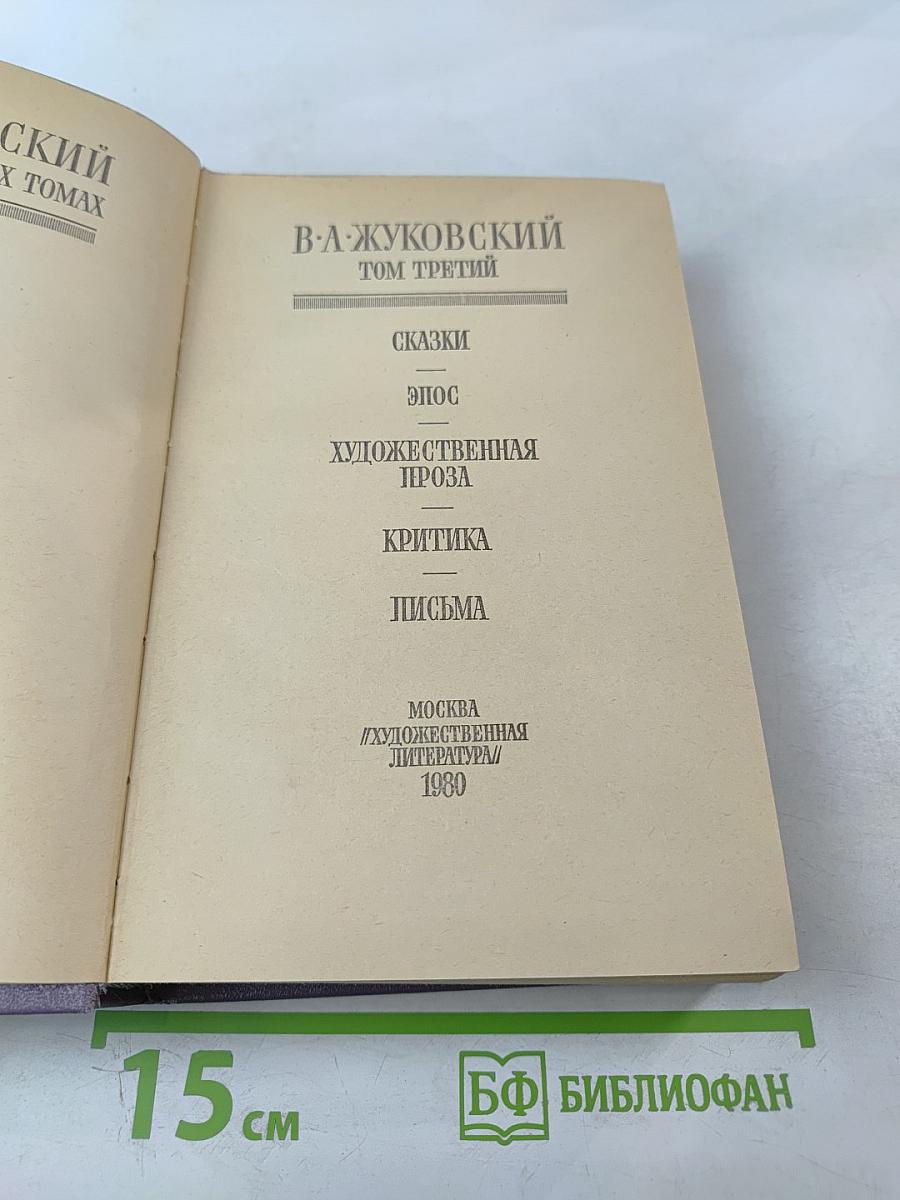 СКИЙ
Х ТОМАХ
В·А·ЖУКОВСКИЙ
ТОМ ТРЕТИЙ
СКАЗКИ
ЭПОС
ХУДОЖЕСТВЕННАЯ
ПРОЗА
КРИТИКА
ПИСЬМА
МОСКВА
//ХУДОЖЕСТВЕННАЯ
ЛИТЕРАТУРА//
1980
15 см
БФ БИБЛИОФАН